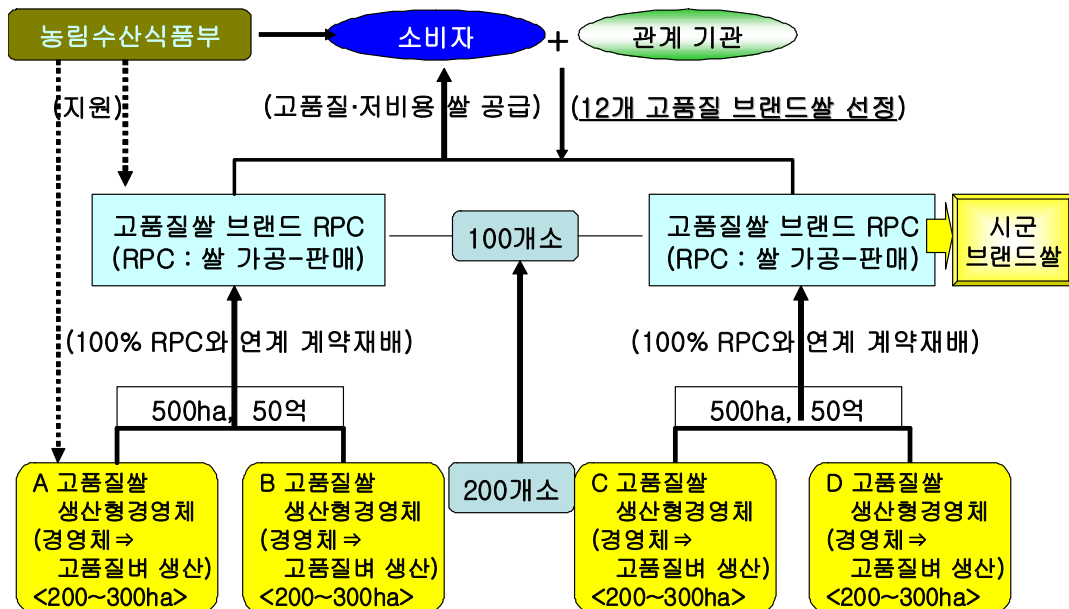 농림수산식품부
소비자
+
관계 기관
(지원)
(고품질·저비용 쌀 공급)
(12개 고품질 브랜드쌀 선정)
고품질쌀 브랜드 RPC
(RPC : 쌀 가공-판매)
100개소
고품질쌀 브랜드 RPC
(RPC : 쌀 가공-판매)
시군
브랜드쌀
(100% RPC와 연계 계약재배)
(100% RPC와 연계 계약재배)
500ha, 50억
500ha, 50억
A 고품질쌀
생산형경영체
(경영체⇒
고품질벼 생산)
<200~300ha>
B 고품질쌀
생산형경영체
(경영체⇒
고품질벼 생산)
<200~300ha>
200개소
C 고품질쌀
생산형경영체
(경영체⇒
고품질벼 생산)
<200~300ha>
D 고품질쌀
생산형경영체
(경영체⇒
고품질벼 생산)
<200~300ha>